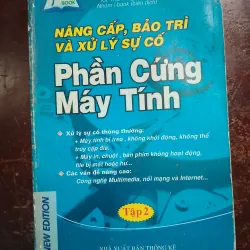 BOOK
NÂNG CẤP, BẢO TRÌ
VÀ XỬ LÝ SỰ CỐ
Phần Cứng
Máy Tính
Xử lý sự cố thông thường:
+ Máy tính bị treo, không khởi động, không thể
truy cập đĩa.
+ Máy in, chuột, bàn phím không hoạt động,
file bị mất hoặc hư...
Các vấn đề nâng cao:
Công nghệ Multimedia, nối mạng và Internet...
NEW EDITION
Tập 2
NHÀ XUẤT BẢN THỐNG KÊ